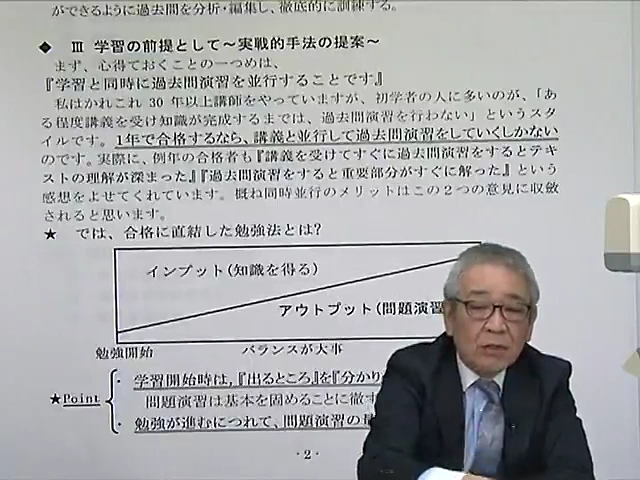 ができるように過去問を分析・編集し、徹底的に訓練する。
◆ Ⅲ 学習の前提として～実戦的手法の提案～
まず、心得ておくことの一つめは、
『学習と同時に過去問演習を並行することです』
私はかれこれ 30 年以上講師をやっていますが、初学者の人に多いのが、「あ
る程度講義を受け知識が完成するまでは、過去問演習を行わない」というスタ
イルです。1年で合格するなら、講義と並行して過去問演習をしていくしかない
のです。実際に、例年の合格者も『講義を受けてすぐに過去問演習をするとテキ
ストの理解が深まった』『過去問演習をすると重要部分がすぐに解った』という
感想をよせてくれています。概ね同時並行のメリットはこの２つの意見に収斂
されると思います。
★ では、合格に直結した勉強法とは?
インプット(知識を得る)
アウトプット(問題演習
勉強開始 バランスが大事
★Point
・ 学習開始時は,『出るところ』を『分かり
問題演習は基本を固めることに徹す
・ 勉強が進むにつれて、問題演習の
・2・